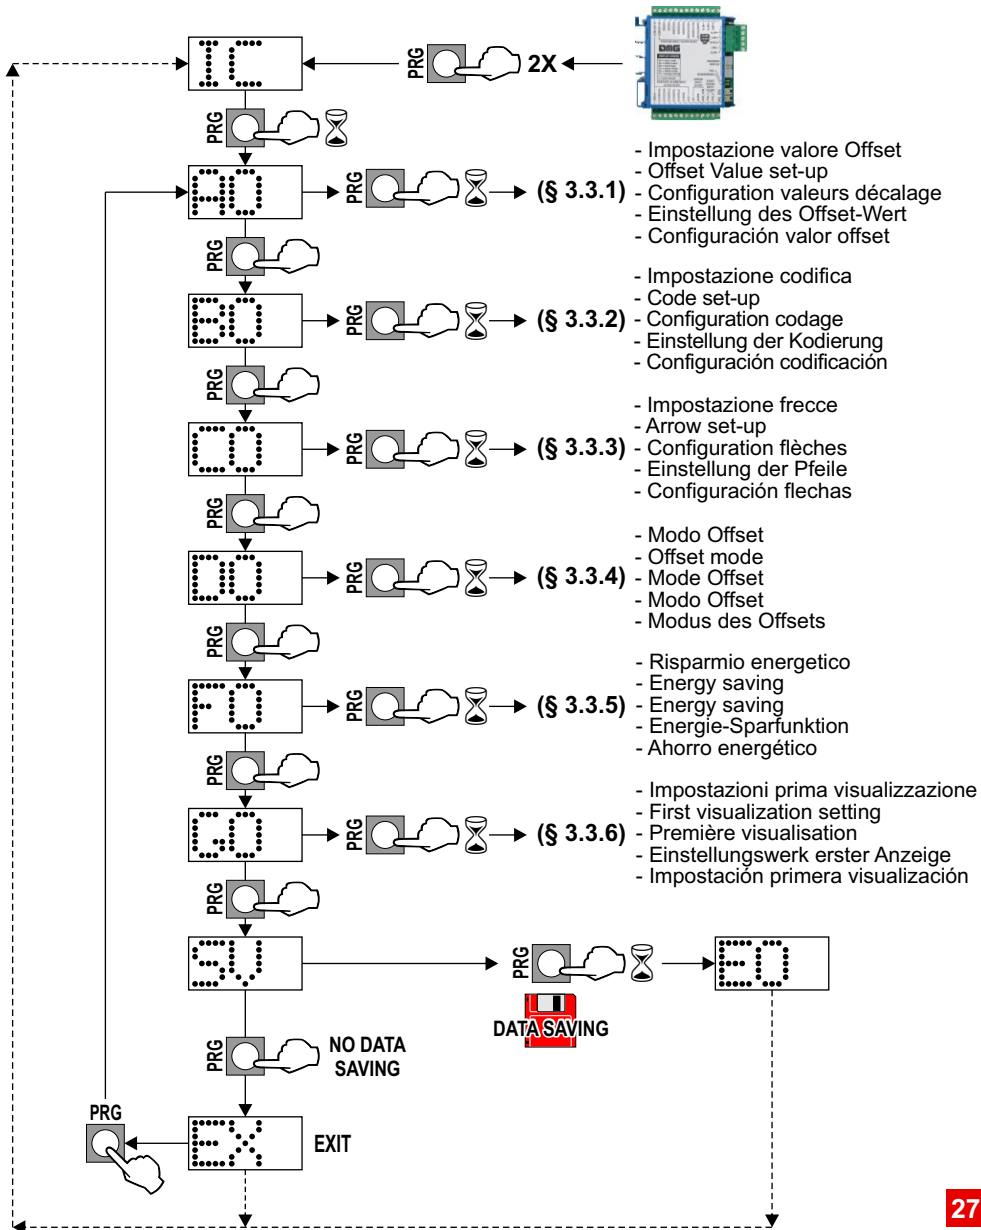 IC
PRG
2X
DMG
PRG
A0
PRG
(§ 3.3.1)
- Impostazione valore Offset
- Offset Value set-up
- Configuration valeurs décalage
- Einstellung des Offset-Wert
- Configuración valor offset
PRG
B0
PRG
(§ 3.3.2)
- Impostazione codifica
- Code set-up
- Configuration codage
- Einstellung der Kodierung
- Configuración codificación
PRG
C0
PRG
(§ 3.3.3)
- Impostazione frecce
- Arrow set-up
- Configuration flèches
- Einstellung der Pfeile
- Configuración flechas
PRG
D0
PRG
(§ 3.3.4)
- Modo Offset
- Offset mode
- Mode Offset
- Modo Offset
- Modus des Offsets
PRG
F0
PRG
(§ 3.3.5)
- Risparmio energetico
- Energy saving
- Energy saving
- Energie-Sparfunktion
- Ahorro energético
PRG
G0
PRG
(§ 3.3.6)
- Impostazioni prima visualizzazione
- First visualization setting
- Première visualisation
- Einstellungswerk erster Anzeige
- Impostación primera visualización
PRG
SV
PRG
E0
DATA SAVING
PRG
NO DATA
SAVING
PRG
EX
EXIT
27